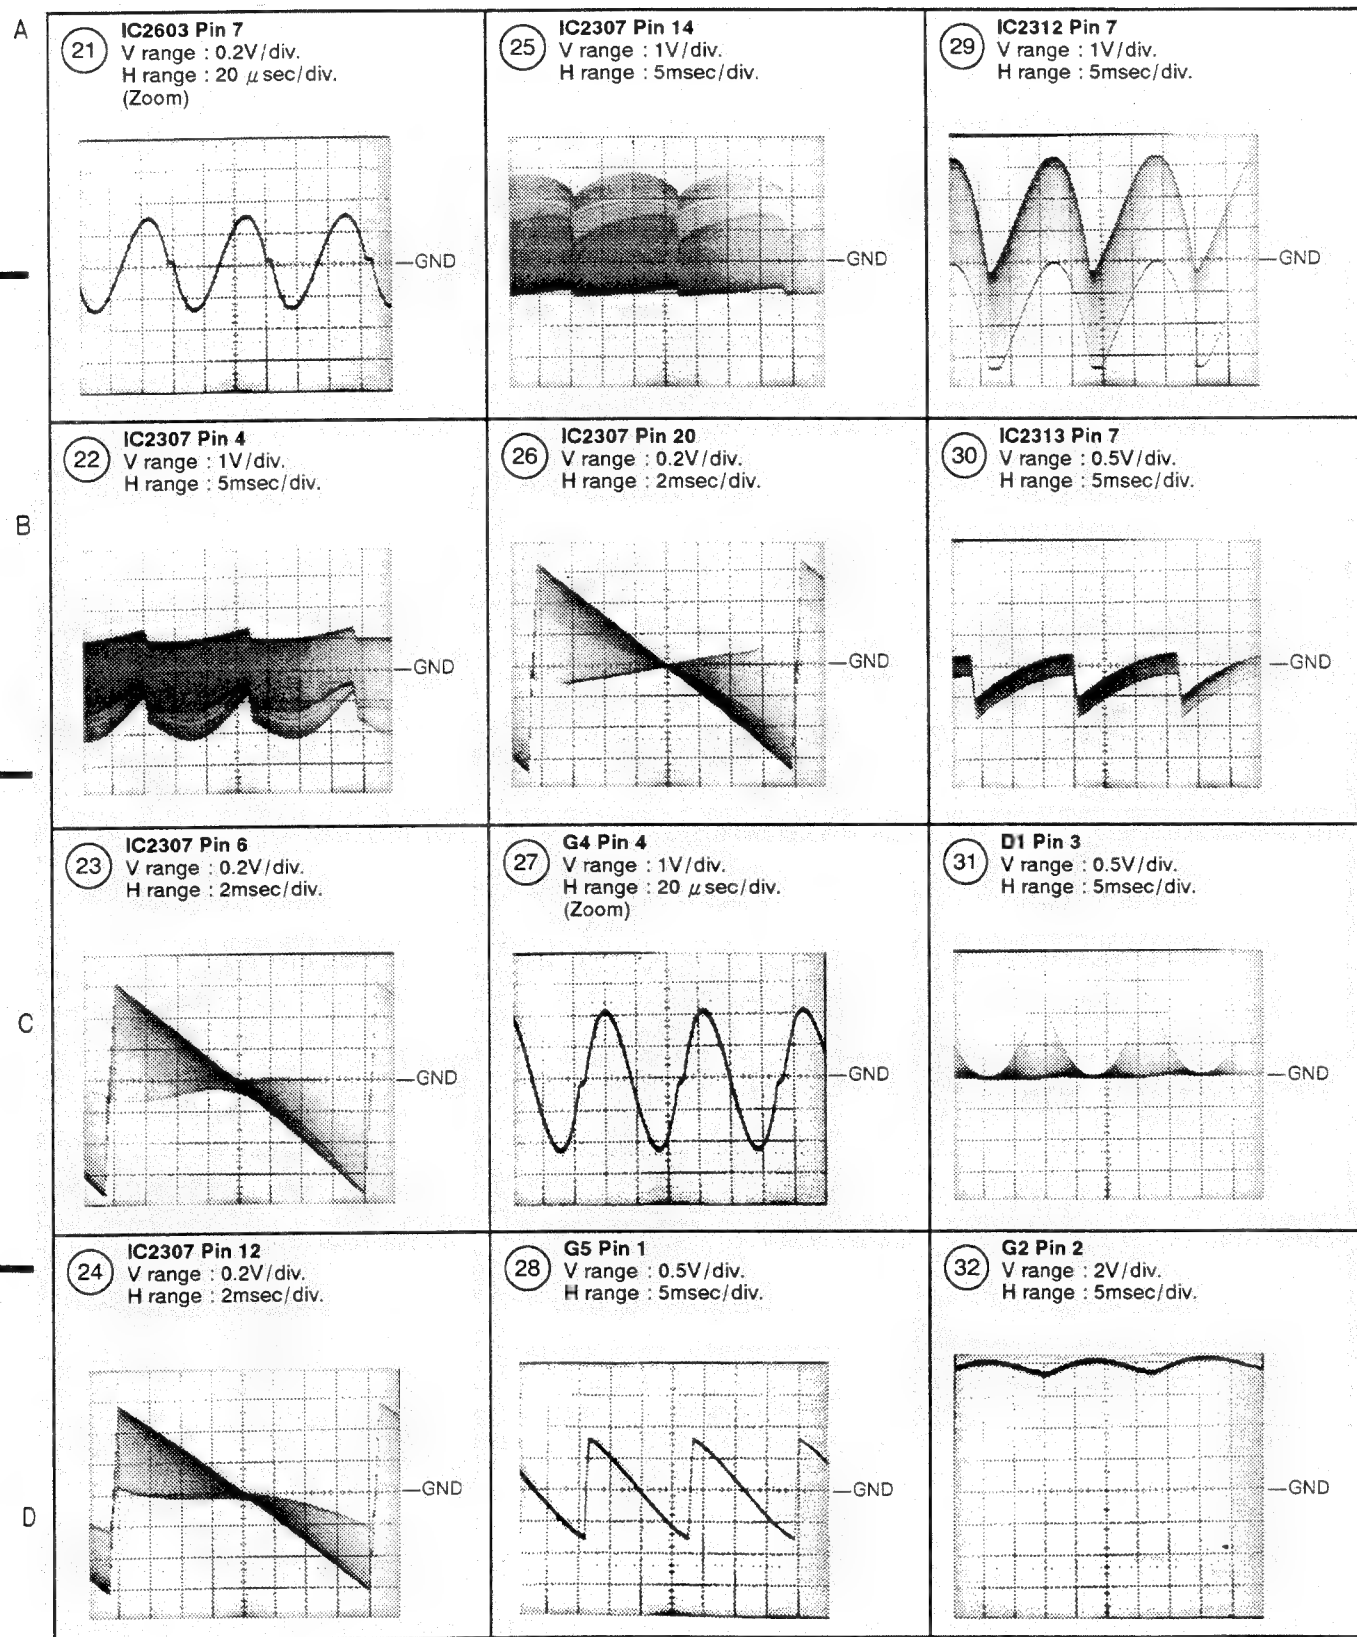 A
21
IC2603 Pin 7
V range : 0.2V/div.
H range : 20 μsec/div.
(Zoom)
GND
25
IC2307 Pin 14
V range : 1V/div.
H range : 5msec/div.
GND
29
IC2312 Pin 7
V range : 1V/div.
H range : 5msec/div.
GND
B
22
IC2307 Pin 4
V range : 1V/div.
H range : 5msec/div.
GND
26
IC2307 Pin 20
V range : 0.2V/div.
H range : 2msec/div.
GND
30
IC2313 Pin 7
V range : 0.5V/div.
H range : 5msec/div.
GND
C
23
IC2307 Pin 6
V range : 0.2V/div.
H range : 2msec/div.
GND
27
G4 Pin 4
V range : 1V/div.
H range : 20 μsec/div.
(Zoom)
GND
31
D1 Pin 3
V range : 0.5V/div.
H range : 5msec/div.
GND
D
24
IC2307 Pin 12
V range : 0.2V/div.
H range : 2msec/div.
GND
28
G5 Pin 1
V range : 0.5V/div.
H range : 5msec/div.
GND
32
G2 Pin 2
V range : 2V/div.
H range : 5msec/div.
GND